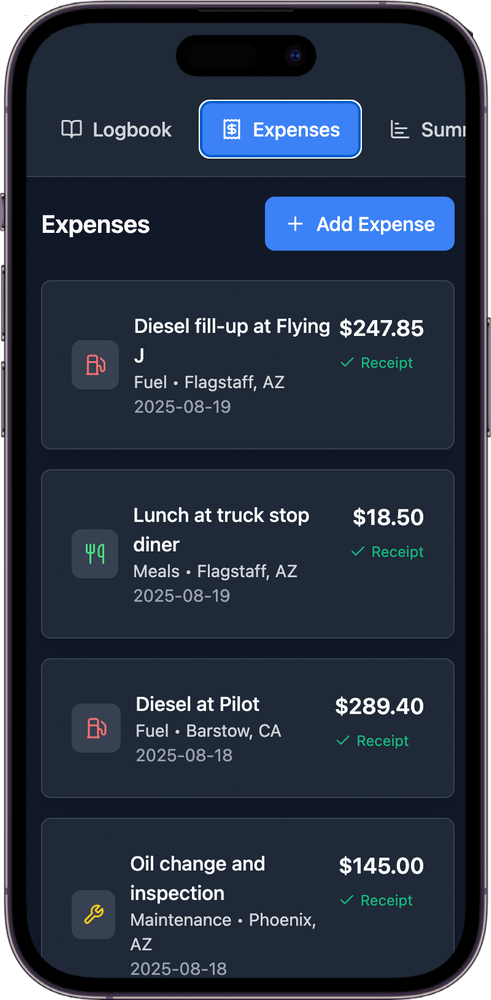 Logbook
Expenses
Summ
Expenses
+ Add Expense
Diesel fill-up at Flying
J
$247.85
✓ Receipt
Fuel • Flagstaff, AZ
2025-08-19
Lunch at truck stop
diner
$18.50
✓ Receipt
Meals • Flagstaff, AZ
2025-08-19
Diesel at Pilot
$289.40
✓ Receipt
Fuel • Barstow, CA
2025-08-18
Oil change and
inspection
$145.00
✓ Receipt
Maintenance • Phoenix,
AZ
2025-08-18